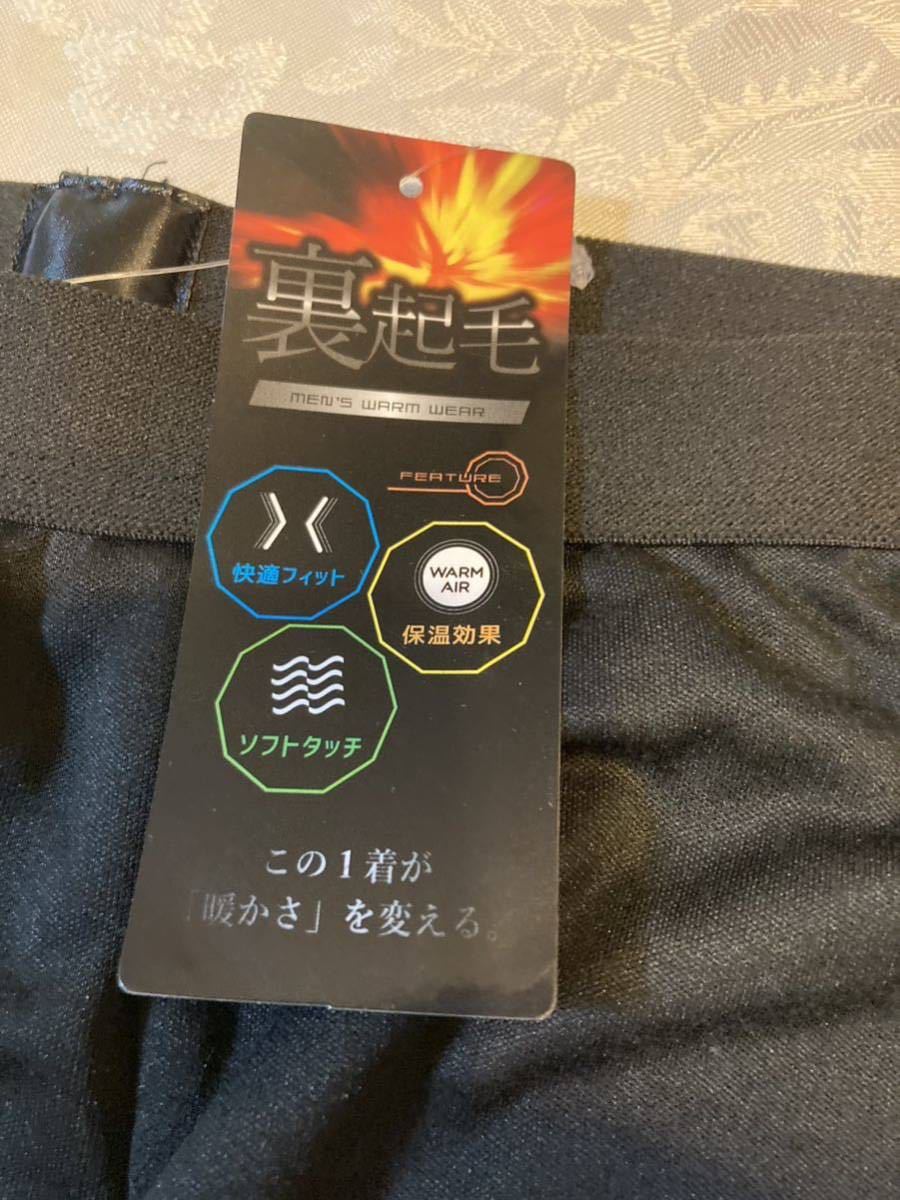 裏起毛
MEN'S WARM WEAR
FEATURE
快適フィット
WARM
AIR
保温効果
ソフトタッチ
この1着が
「暖かさ」を変える。